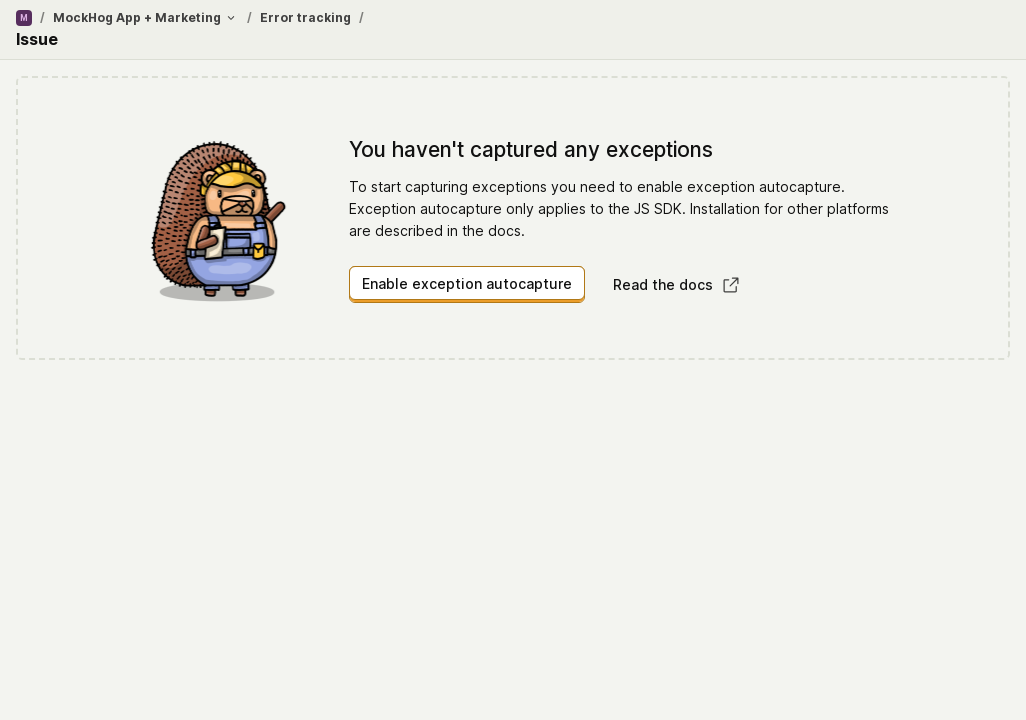 M / MockHog App + Marketing / Error tracking /
Issue
You haven't captured any exceptions
To start capturing exceptions you need to enable exception autocapture.
Exception autocapture only applies to the JS SDK. Installation for other platforms
are described in the docs.
Enable exception autocapture Read the docs